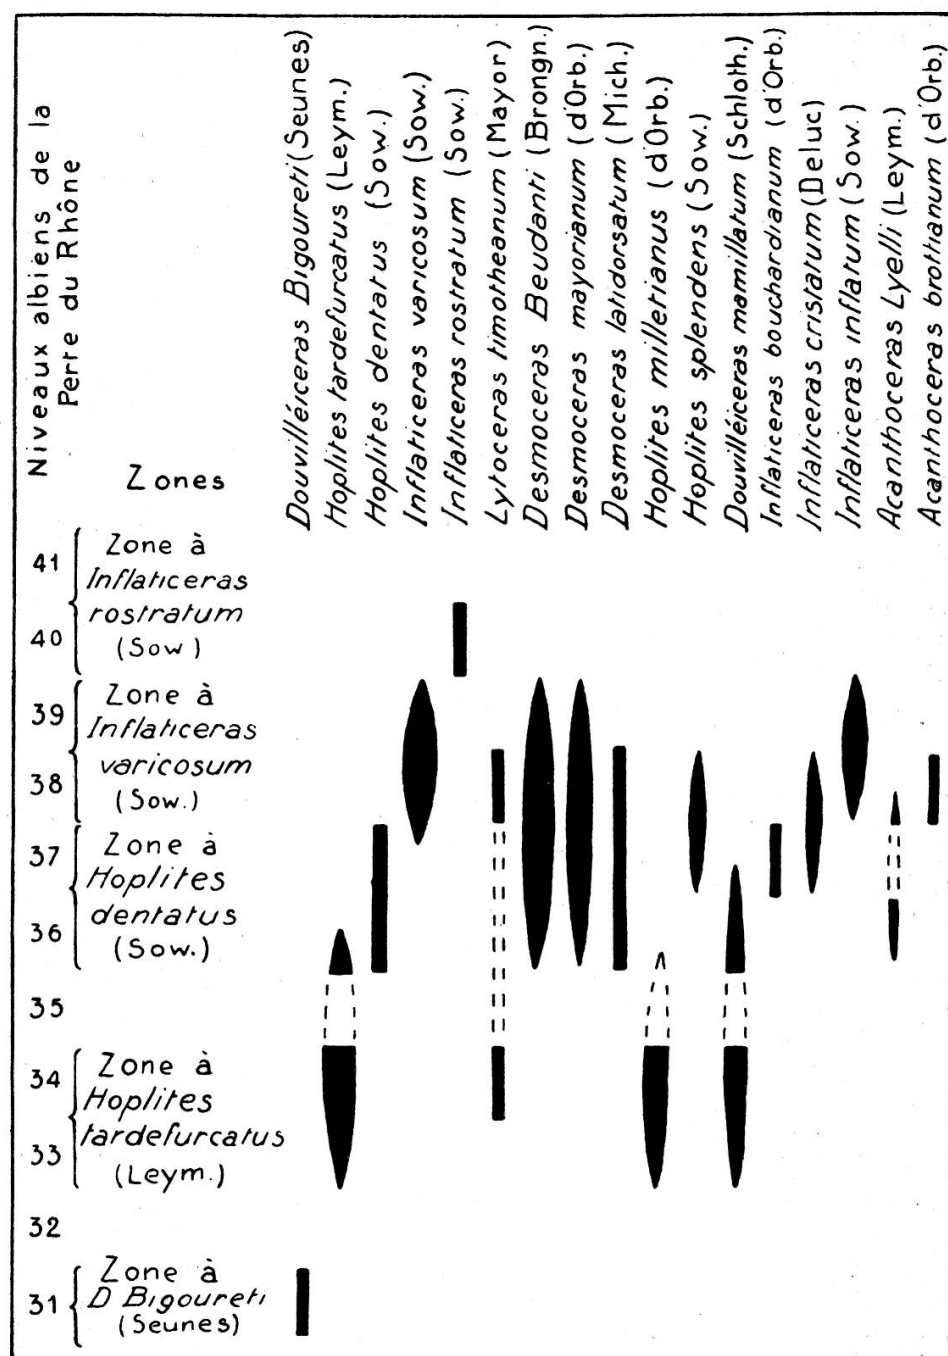 Niveaux albiens de la
Perte du Rhône
Zones
Douvilléiceras Bigoureti (Seunes)
Hoplites tardefurcatus (Leym.)
Hoplites dentatus (Sow.)
Inflaticeras varicosum (Sow.)
Inflaticeras rostratum (Sow.)
Lytoceras timotheanum (Mayor)
Desmoceras Beudanti (Brongn.)
Desmoceras mayorianum (d'Orb.)
Desmoceras latidorsatum (Mich.)
Hoplites milletianus (d'Orb.)
Hoplites splendens (Sow.)
Douvilléiceras mamillatum (Schloth.)
Inflaticeras bouchardianum (d'Orb.)
Inflaticeras cristatum (Deluc)
Inflaticeras inflatum (Sow.)
Acanthoceras Lyelli (Leym.)
Acanthoceras brothianum (d'Orb.)
41
40
Zone à
Inflaticeras
rostratum
(Sow)
39
38
Zone à
Inflaticeras
varicosum
(Sow.)
37
36
Zone à
Hoplites
dentatus
(Sow.)
35
34
33
Zone à
Hoplites
tardefurcatus
(Leym.)
32
31
Zone à
D Bigoureti
(Seunes)